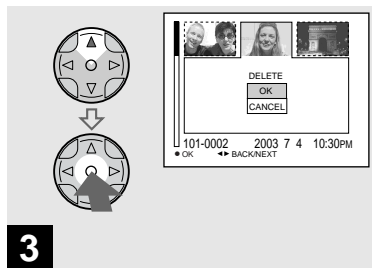 DELETE
OK
CANCEL
101-0002 2003 7 4 10:30PM
● OK ◄► BACK/NEXT
3